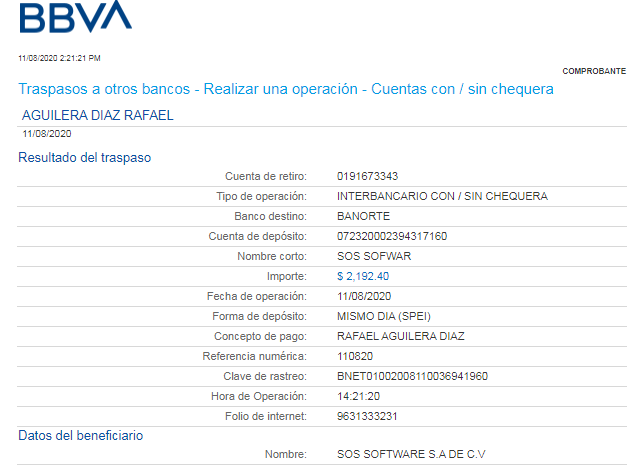 BBVA
11/08/2020 2:21:21 PM
COMPROBANTE
Traspasos a otros bancos - Realizar una operación - Cuentas con / sin chequera
AGUILERA DIAZ RAFAEL
11/08/2020
Resultado del traspaso
Cuenta de retiro: 0191673343
Tipo de operación: INTERBANCARIO CON / SIN CHEQUERA
Banco destino: BANORTE
Cuenta de depósito: 072320002394317160
Nombre corto: SOS SOFWAR
Importe: $ 2,192.40
Fecha de operación: 11/08/2020
Forma de depósito: MISMO DIA (SPEI)
Concepto de pago: RAFAEL AGUILERA DIAZ
Referencia numérica: 110820
Clave de rastreo: BNET01002008110036941960
Hora de Operación: 14:21:20
Folio de internet: 9631333231
Datos del beneficiario
Nombre: SOS SOFTWARE S.A DE C.V